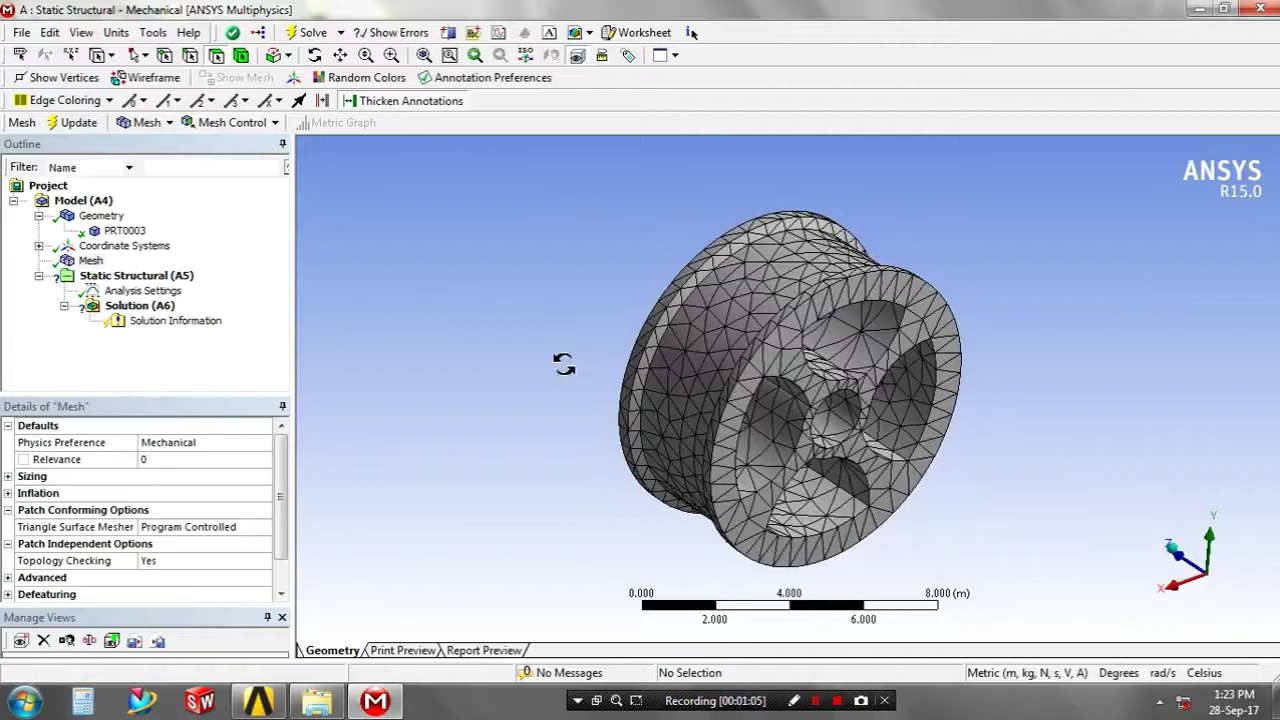 A : Static Structural - Mechanical [ANSYS Multiphysics]
File Edit View Units Tools Help Solve ?/ Show Errors Worksheet
Show Vertices Wireframe Show Mesh Random Colors Annotation Preferences
Edge Coloring Thicken Annotations
Mesh Update Mesh Mesh Control Metric Graph
Outline
Filter: Name
Project
Model (A4)
Geometry
PRT0003
Coordinate Systems
Mesh
Static Structural (A5)
Analysis Settings
Solution (A6)
Solution Information
Details of "Mesh"
Defaults
Physics Preference Mechanical
Relevance 0
Sizing
Inflation
Patch Conforming Options
Triangle Surface Mesher Program Controlled
Patch Independent Options
Topology Checking Yes
Advanced
Defeaturing
Manage Views
ANSYS
R15.0
Y
Z
X
0.000 4.000 8.000 (m)
2.000 6.000
Geometry Print Preview Report Preview
No Messages No Selection Metric (m, kg, N, s, V, A) Degrees rad/s Celsius
Recording [00:01:05]
1:23 PM
28-Sep-17